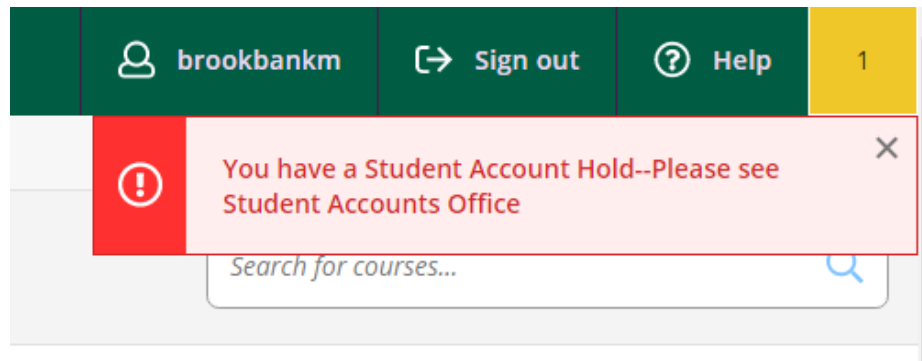 brookbankm
Sign out
Help
1
You have a Student Account Hold--Please see
Student Accounts Office
Search for courses...